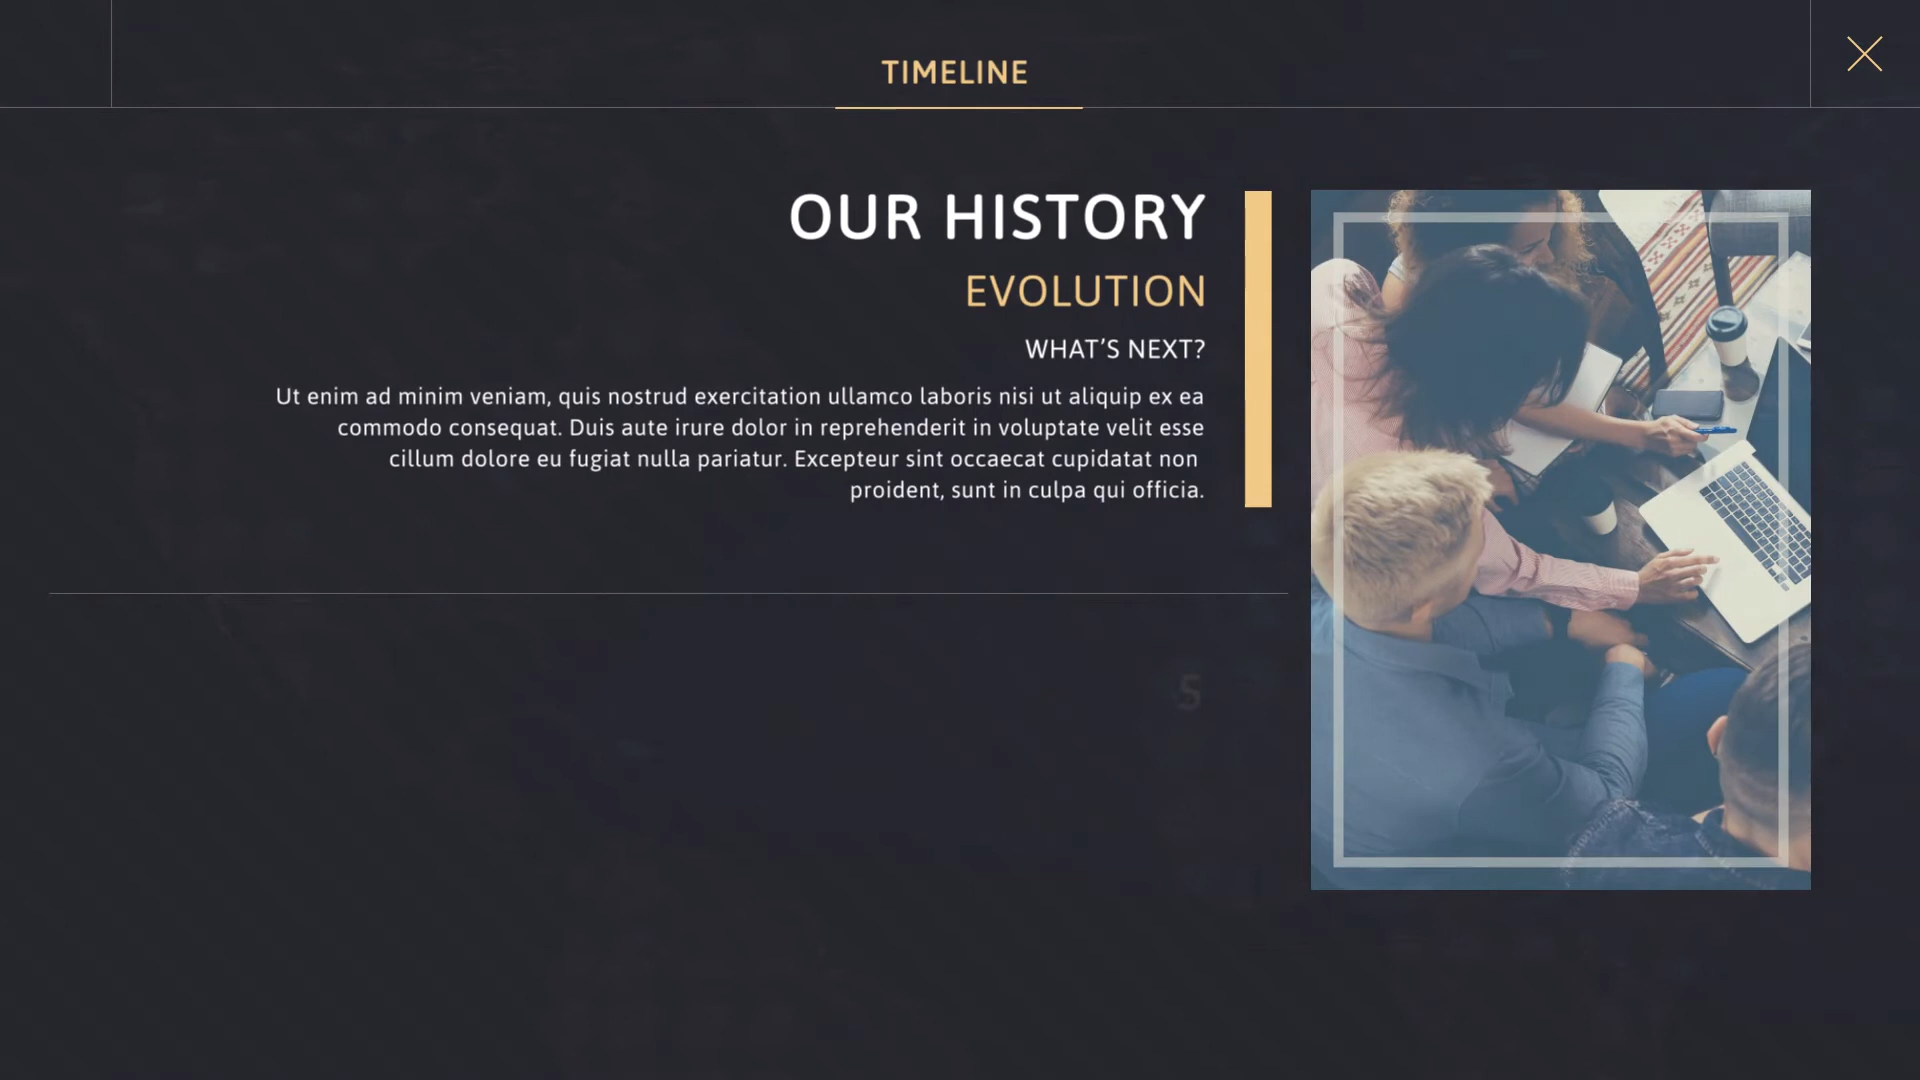 TIMELINE
OUR HISTORY
EVOLUTION
WHAT’S NEXT?
Ut enim ad minim veniam, quis nostrud exercitation ullamco laboris nisi ut aliquip ex ea
commodo consequat. Duis aute irure dolor in reprehenderit in voluptate velit esse
cillum dolore eu fugiat nulla pariatur. Excepteur sint occaecat cupidatat non
proident, sunt in culpa qui officia.
5